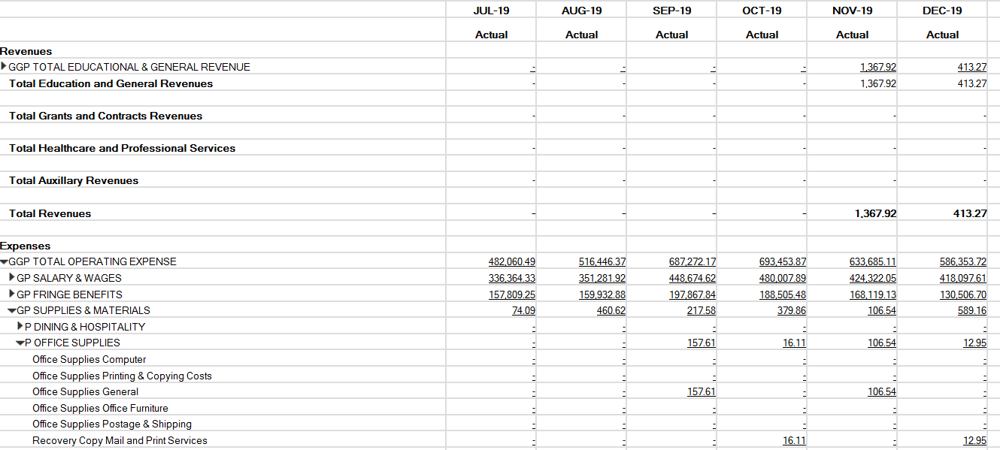 JUL-19 AUG-19 SEP-19 OCT-19 NOV-19 DEC-19
Actual Actual Actual Actual Actual Actual
Revenues
GGP TOTAL EDUCATIONAL & GENERAL REVENUE - - - - 1,367.92 413.27
Total Education and General Revenues - - - - 1,367.92 413.27
Total Grants and Contracts Revenues - - - - - -
Total Healthcare and Professional Services - - - - - -
Total Auxillary Revenues - - - - - -
Total Revenues - - - - 1,367.92 413.27
Expenses
GGP TOTAL OPERATING EXPENSE 482,060.49 516,446.37 687,272.17 693,453.87 633,685.11 586,353.72
GP SALARY & WAGES 336,364.33 351,281.92 448,674.62 480,007.89 424,322.05 418,097.61
GP FRINGE BENEFITS 157,809.25 159,932.88 197,867.84 188,505.48 168,119.13 130,506.70
GP SUPPLIES & MATERIALS 74.09 460.62 217.58 379.86 106.54 589.16
P DINING & HOSPITALITY - - - - - -
P OFFICE SUPPLIES - - 157.61 16.11 106.54 12.95
Office Supplies Computer - - - - - -
Office Supplies Printing & Copying Costs - - - - - -
Office Supplies General - - 157.61 - 106.54 -
Office Supplies Office Furniture - - - - - -
Office Supplies Postage & Shipping - - - - - -
Recovery Copy Mail and Print Services - - - 16.11 - 12.95